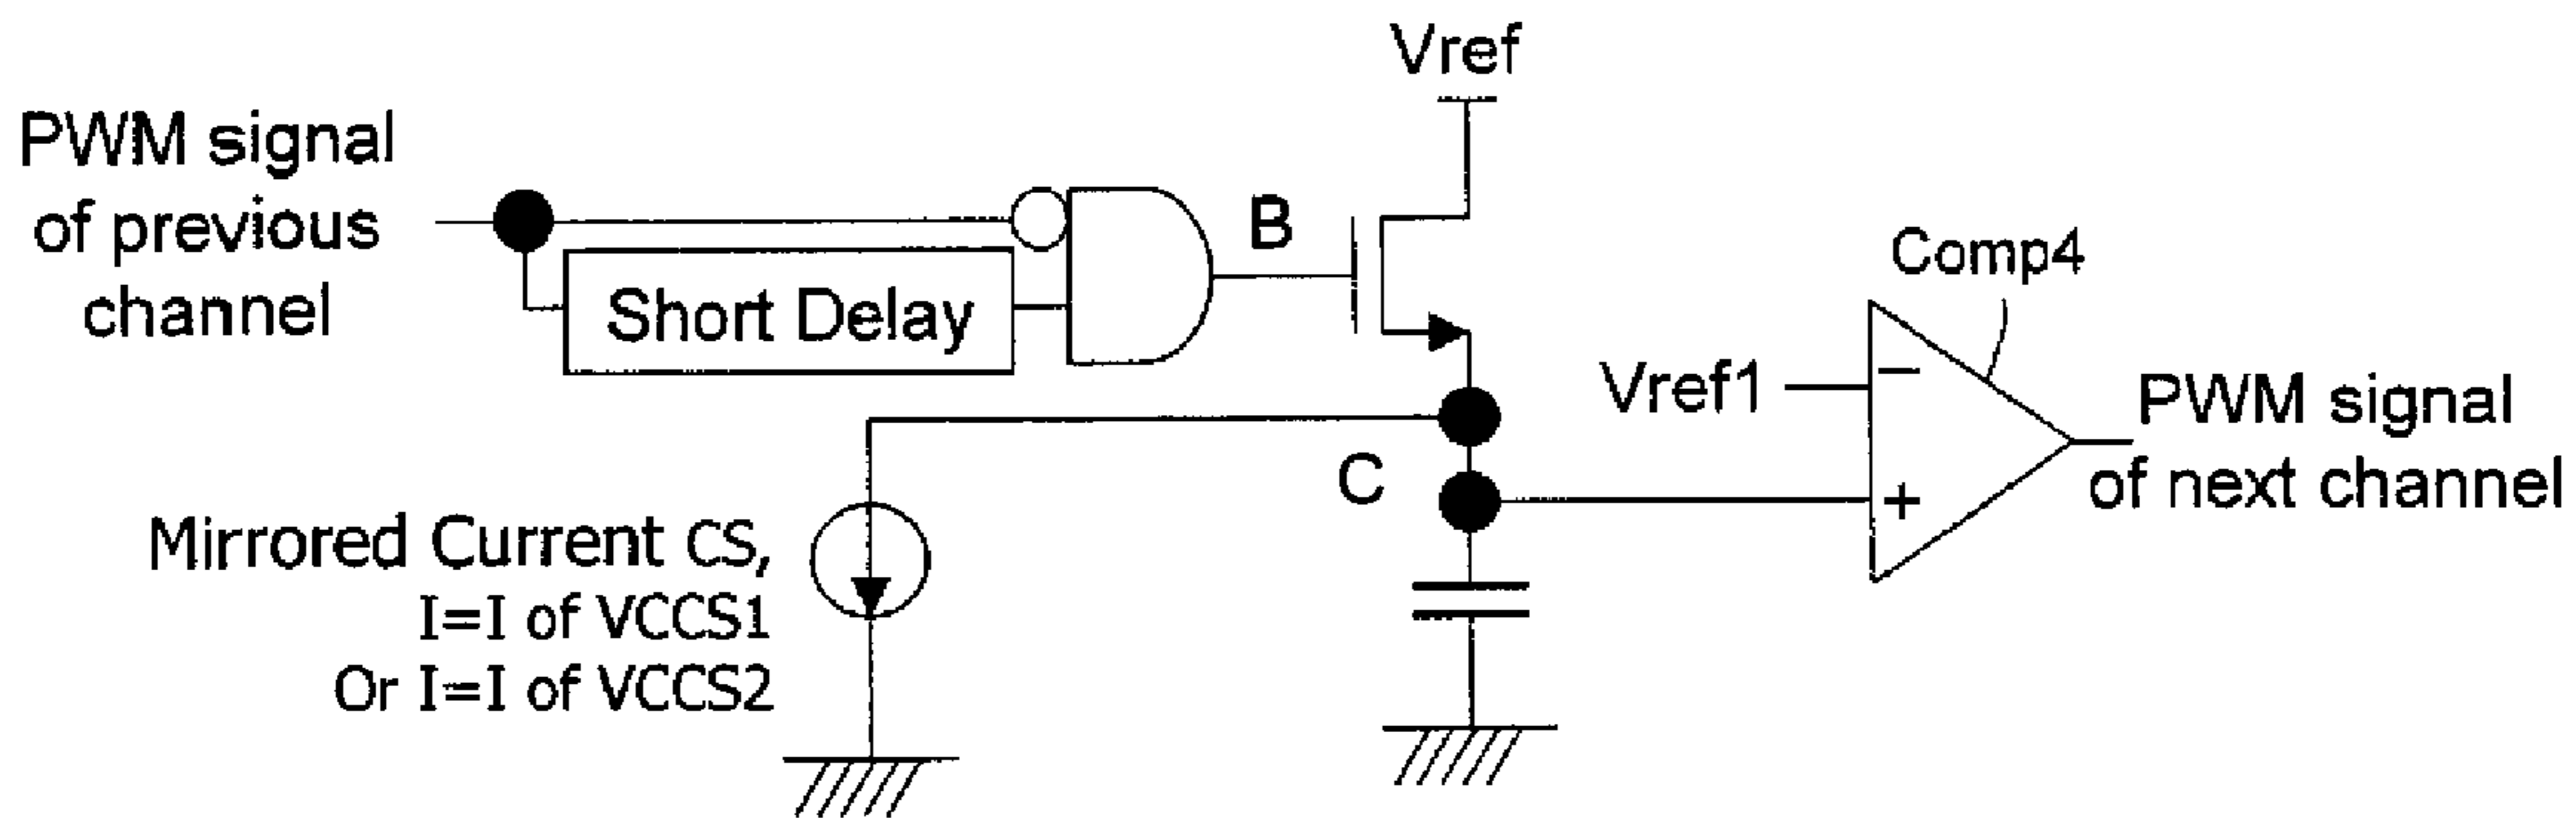 Vref
PWM signal
of previous
channel
B
Short Delay
Comp4
Vref1
−
+
PWM signal
of next channel
C
Mirrored Current CS,
I=I of VCCS1
Or I=I of VCCS2